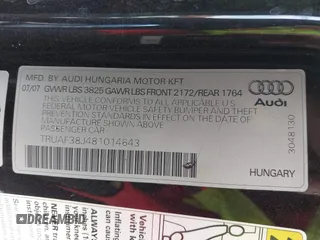 MFD. BY AUDI HUNGARIA MOTOR KFT
07/07 GVWR LBS 3825 GAWR LBS FRONT 2172/REAR 1764
THIS VEHICLE CONFORMS TO ALL APPLICABLE U.S.
FEDERAL MOTOR VEHICLE SAFETY BUMPER AND THEFT
PREVENTION STANDARDS IN EFFECT ON THE
DATE OF MANUFACTURE SHOWN ABOVE.
PASSENGER CAR
TRUAF38J481014643
Audi
3048130
HUNGARY
dreambid